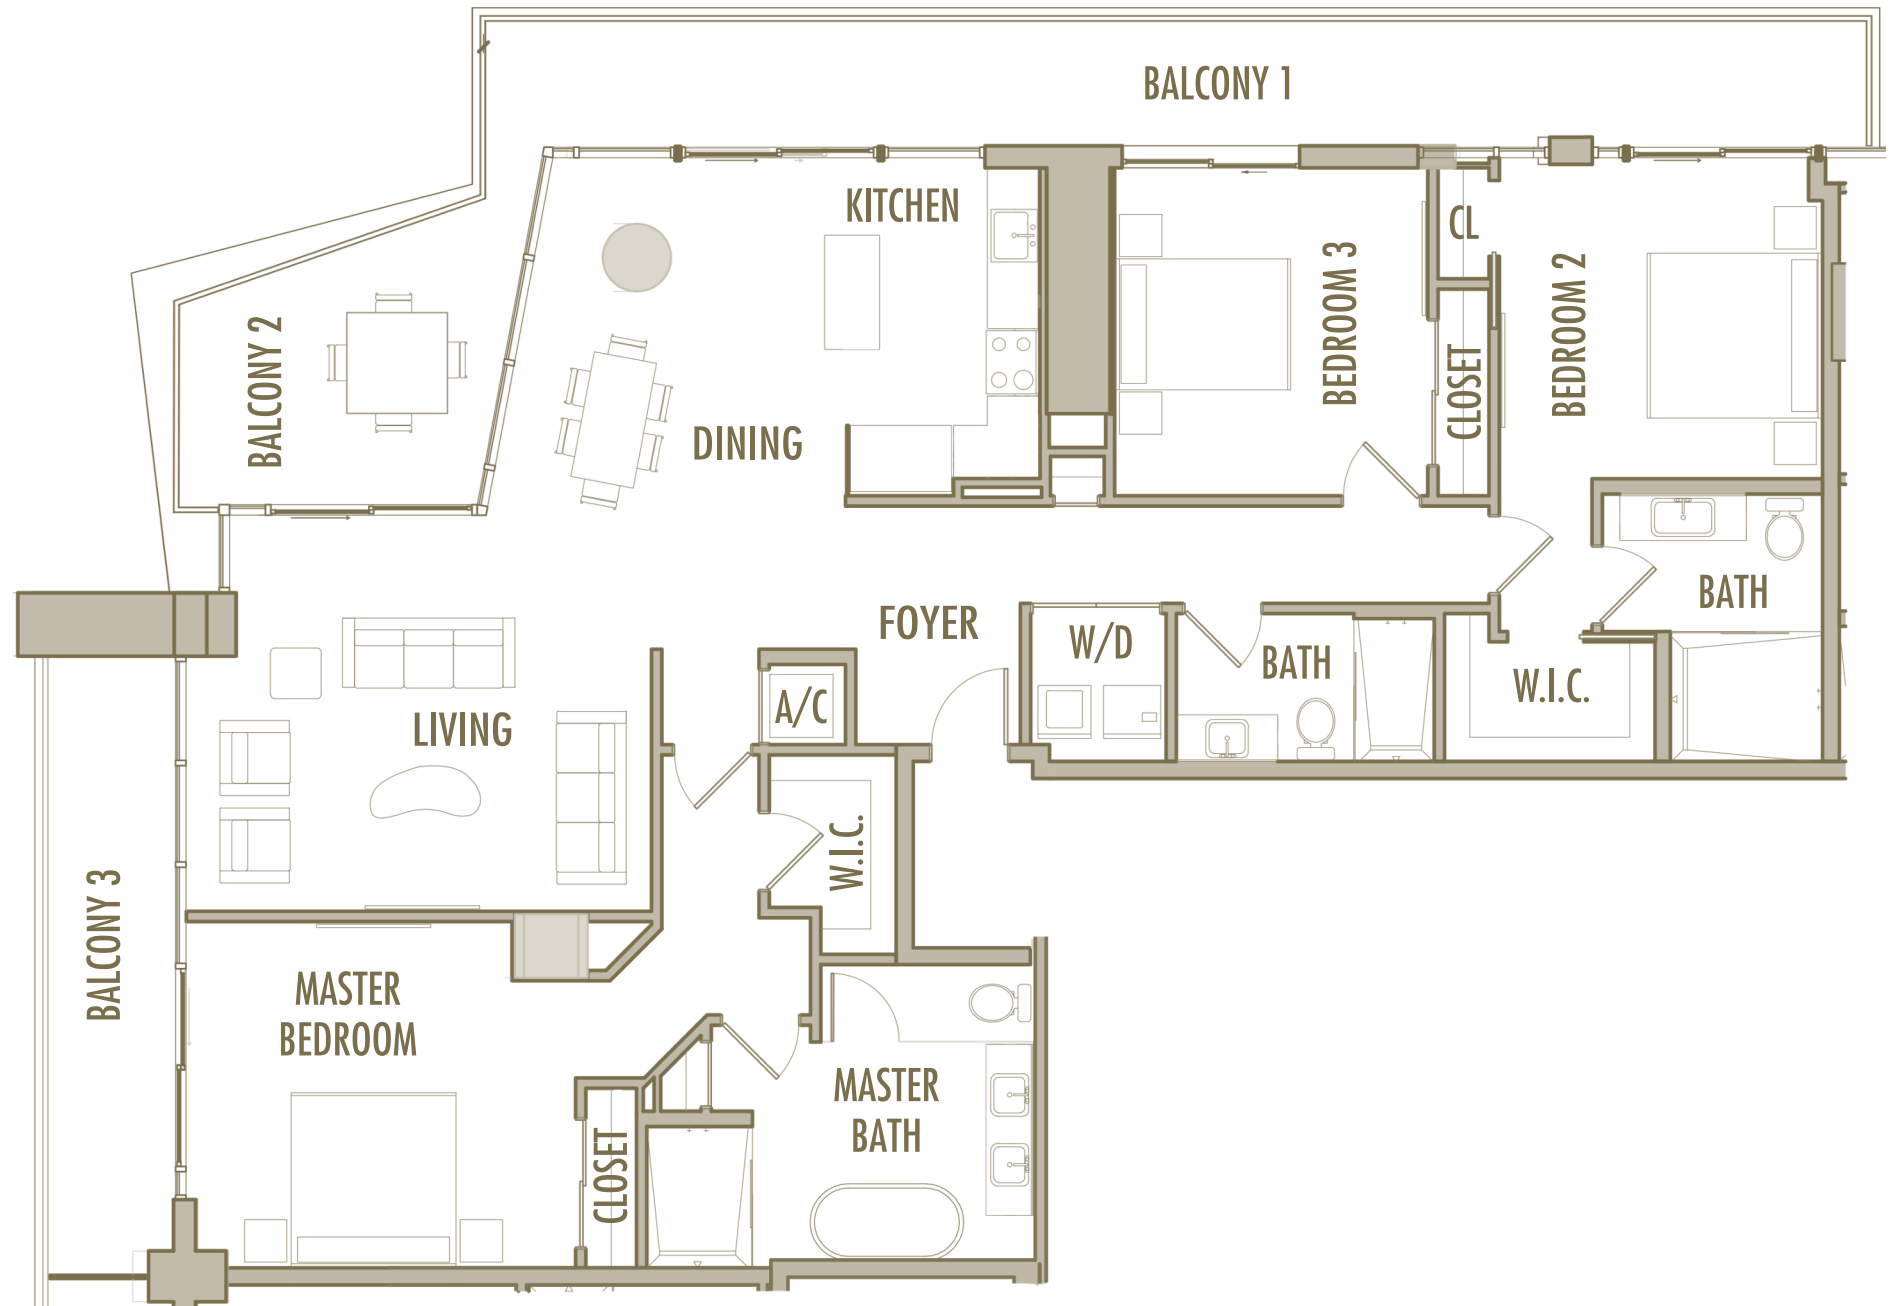 BALCONY 1
KITCHEN
CL
BEDROOM 3
BEDROOM 2
BALCONY 2
CLOSET
DINING
BATH
FOYER
W/D
BATH
W.I.C.
A/C
LIVING
W.I.C.
BALCONY 3
MASTER
BEDROOM
MASTER
BATH
CLOSET